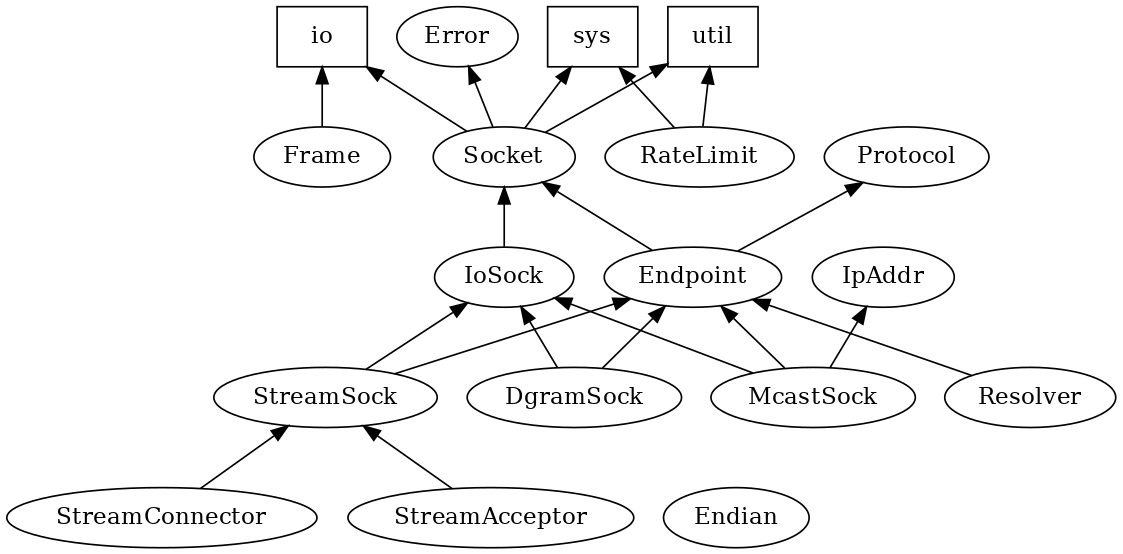 io
Error
sys
util
Frame
Socket
RateLimit
Protocol
IoSock
Endpoint
IpAddr
StreamSock
DgramSock
McastSock
Resolver
StreamConnector
StreamAcceptor
Endian